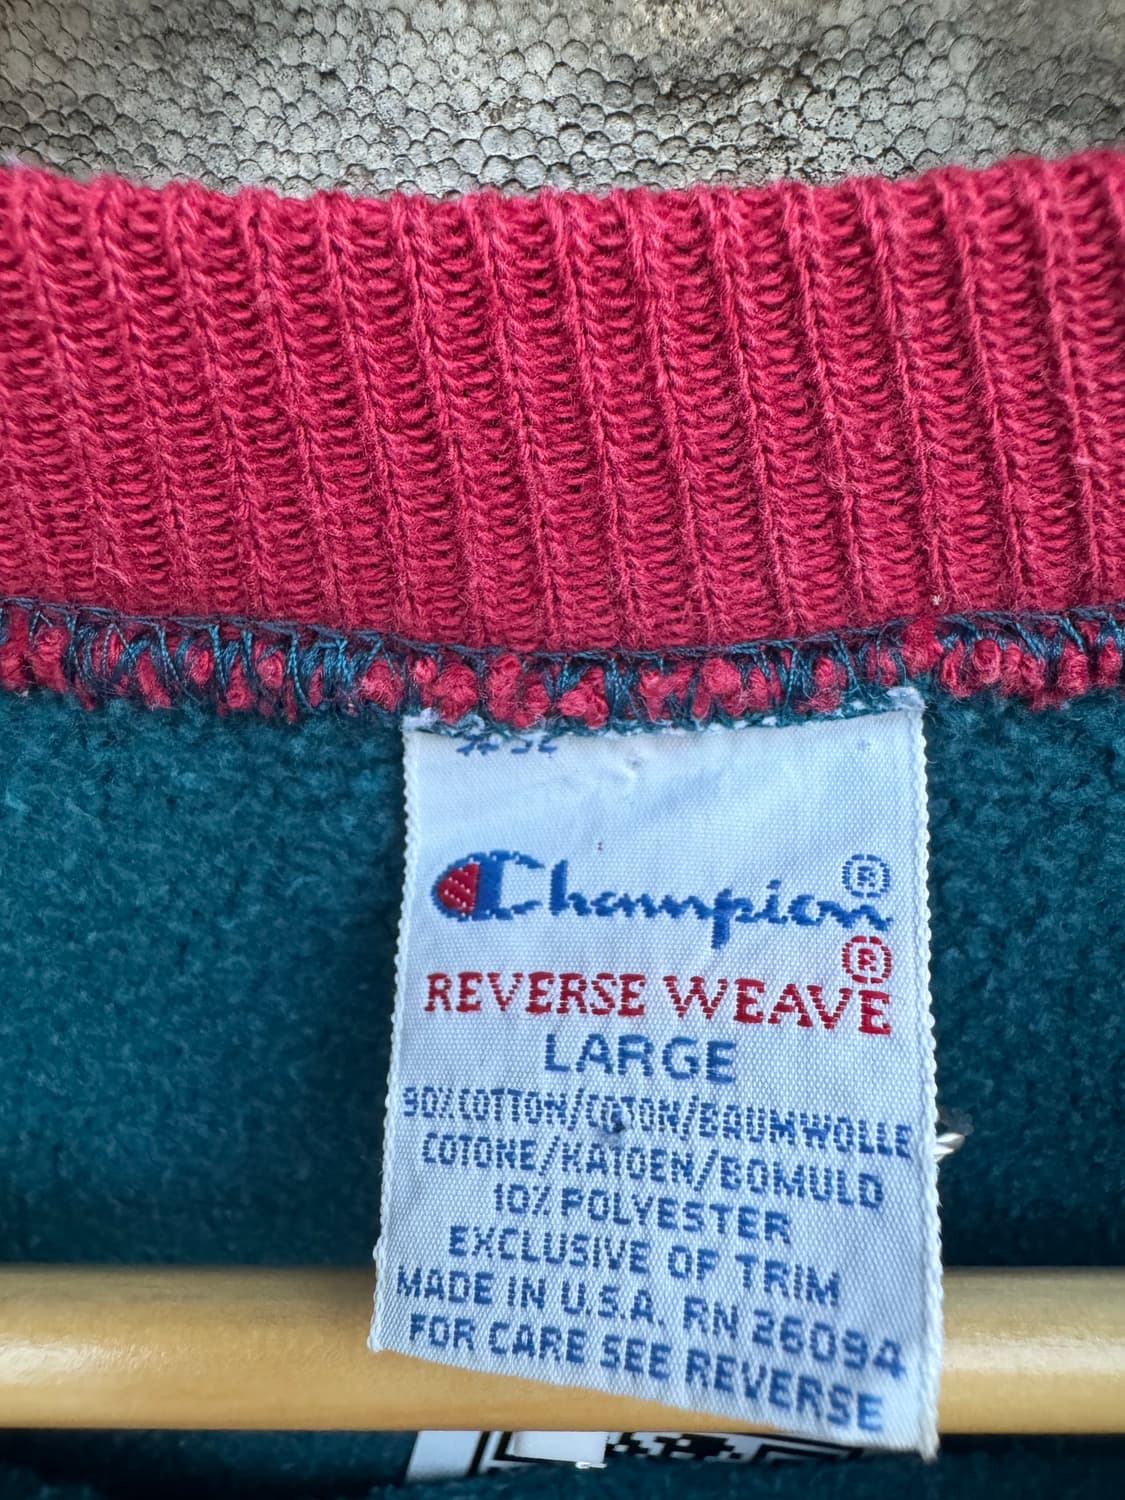 Champion®
REVERSE WEAVE®
LARGE
90% COTTON/COTON/BAUMWOLLE
COTONE/KATOEN/BOMULD
10% POLYESTER
EXCLUSIVE OF TRIM
MADE IN U.S.A. RN 26094
FOR CARE SEE REVERSE